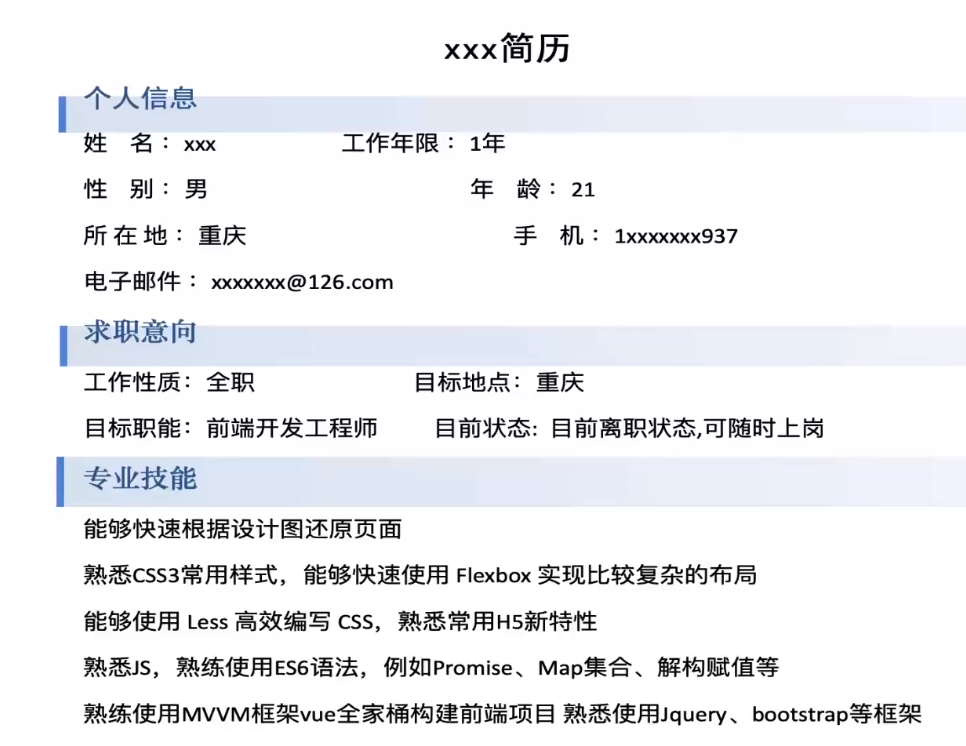 xxx简历
个人信息
姓 名： xxx 工作年限： 1年
性 别： 男 年 龄： 21
所 在 地： 重庆 手 机： 1xxxxxxx937
电子邮件： xxxxxxx@126.com
求职意向
工作性质： 全职 目标地点： 重庆
目标职能： 前端开发工程师 目前状态: 目前离职状态,可随时上岗
专业技能
能够快速根据设计图还原页面
熟悉CSS3常用样式，能够快速使用 Flexbox 实现比较复杂的布局
能够使用 Less 高效编写 CSS，熟悉常用H5新特性
熟悉JS，熟练使用ES6语法，例如Promise、Map集合、解构赋值等
熟练使用MVVM框架vue全家桶构建前端项目 熟悉使用Jquery、bootstrap等框架